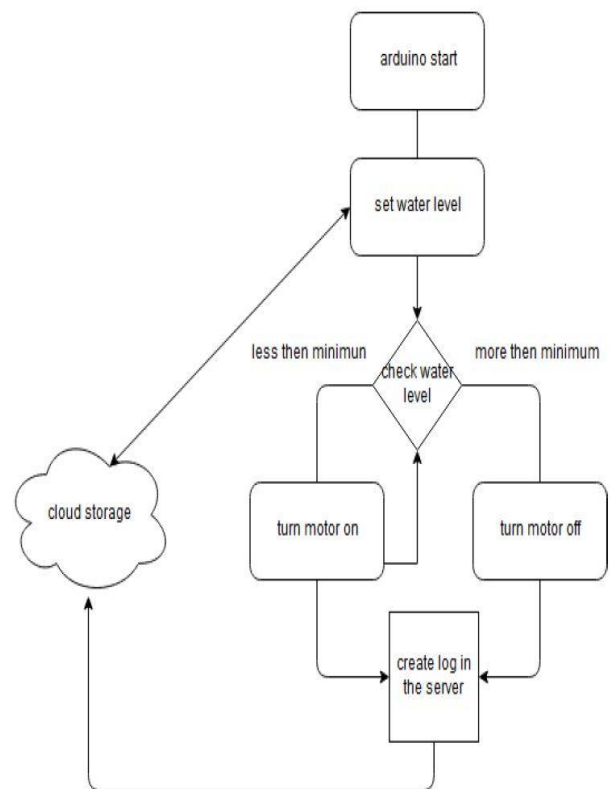 arduino start
set water level
less then minimun
more then minimum
check water
level
cloud storage
turn motor on
turn motor off
create log in
the server